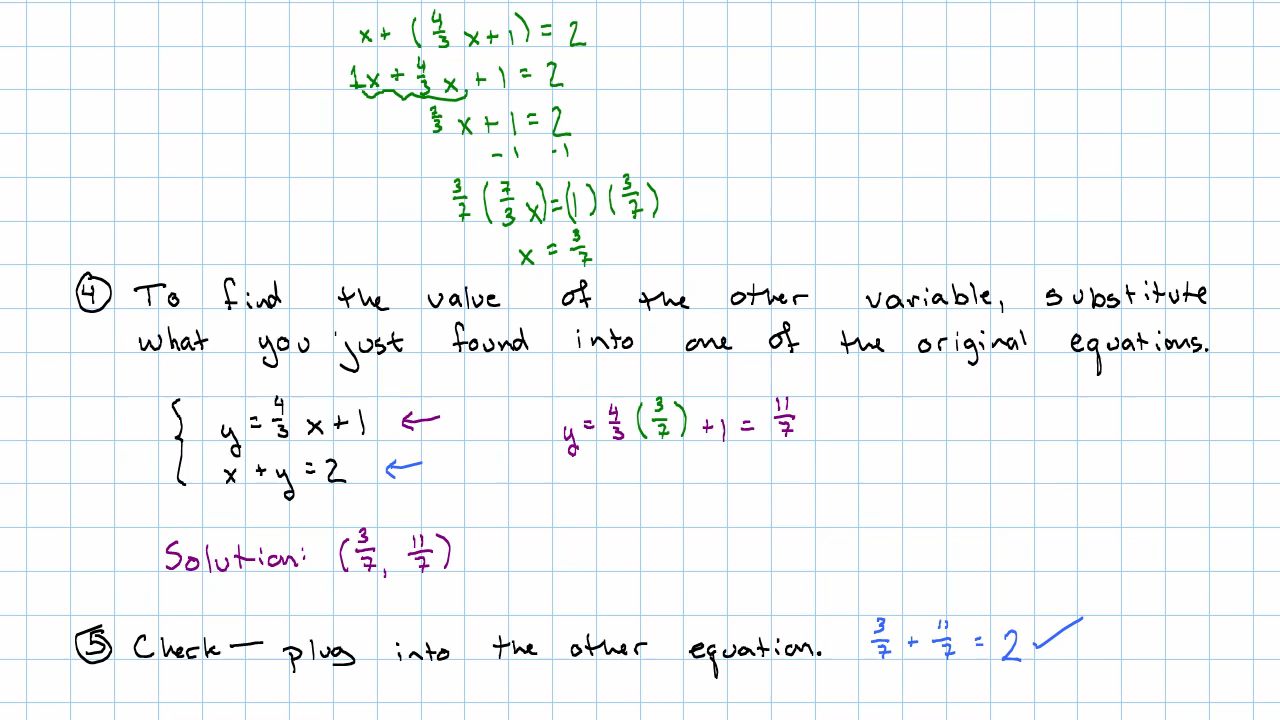 x + (4/3 x + 1) = 2
1x + 4/3 x + 1 = 2
7/3 x + 1 = 2
-1 -1
3/7 (7/3 x) = (1) (3/7)
x = 3/7
④ To find the value of the other variable, substitute
what you just found into one of the original equations.
{ y = 4/3 x + 1 ← y = 4/3 (3/7) + 1 = 11/7
x + y = 2 ←
Solution: (3/7, 11/7)
⑤ Check — plug into the other equation. 3/7 + 11/7 = 2 ✓